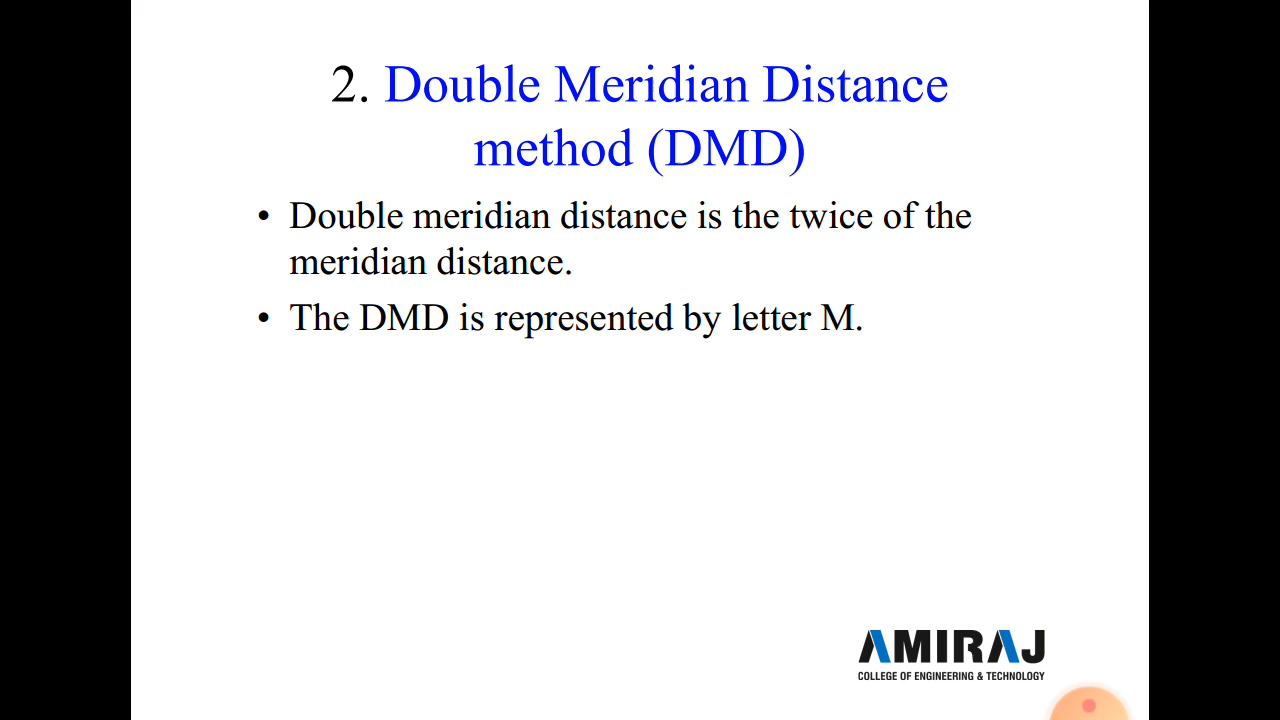 2. Double Meridian Distance
method (DMD)
• Double meridian distance is the twice of the
meridian distance.
• The DMD is represented by letter M.
AMIRAJ
COLLEGE OF ENGINEERING & TECHNOLOGY